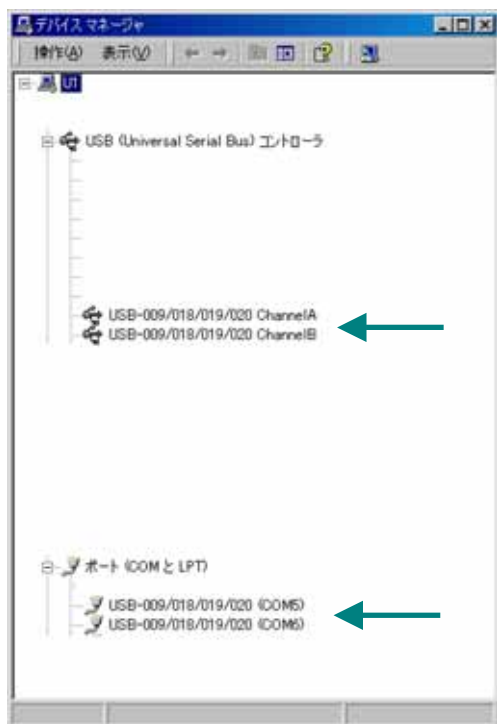 デバイス マネージャ
操作(A) 表示(V)
U1
USB (Universal Serial Bus) コントローラ
USB-009/018/019/020 ChannelA
USB-009/018/019/020 ChannelB
ポート (COM と LPT)
USB-009/018/019/020 (COM5)
USB-009/018/019/020 (COM6)